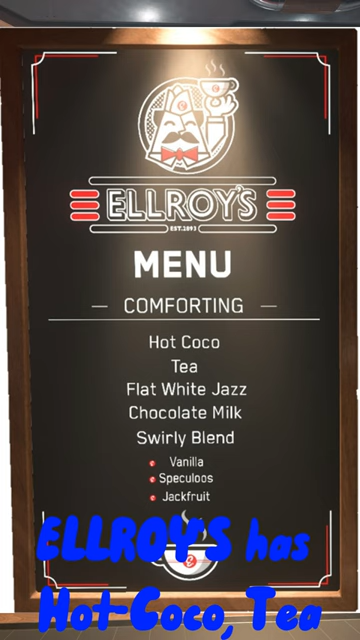 ELLROY'S
EST.2893
MENU
— COMFORTING —
Hot Coco
Tea
Flat White Jazz
Chocolate Milk
Swirly Blend
Vanilla
Speculoos
Jackfruit
ELLROY'S has
Hot Coco, Tea